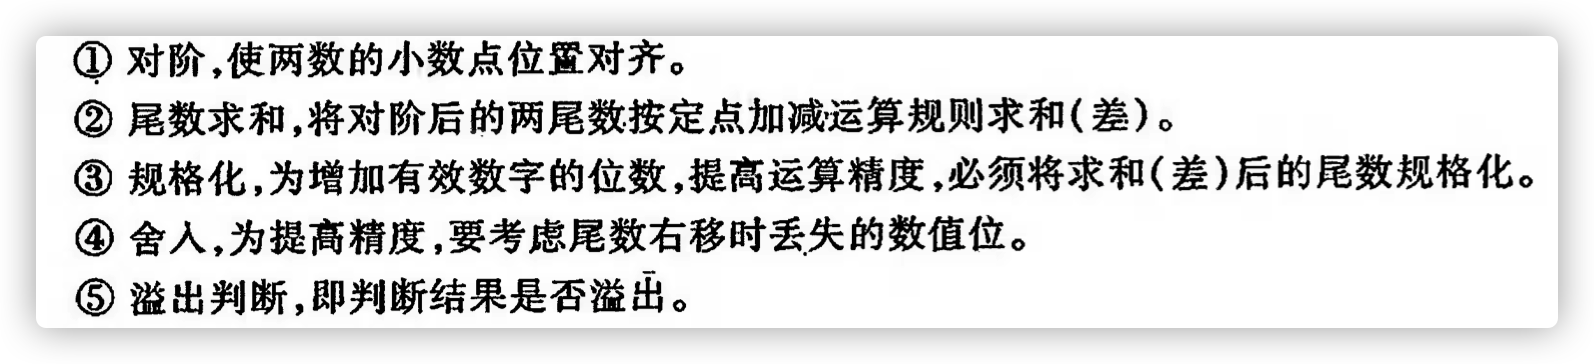 ① 对阶,使两数的小数点位置对齐。
② 尾数求和,将对阶后的两尾数按定点加减运算规则求和(差)。
③ 规格化,为增加有效数字的位数,提高运算精度,必须将求和(差)后的尾数规格化。
④ 舍入,为提高精度,要考虑尾数右移时丢失的数值位。
⑤ 溢出判断,即判断结果是否溢出。